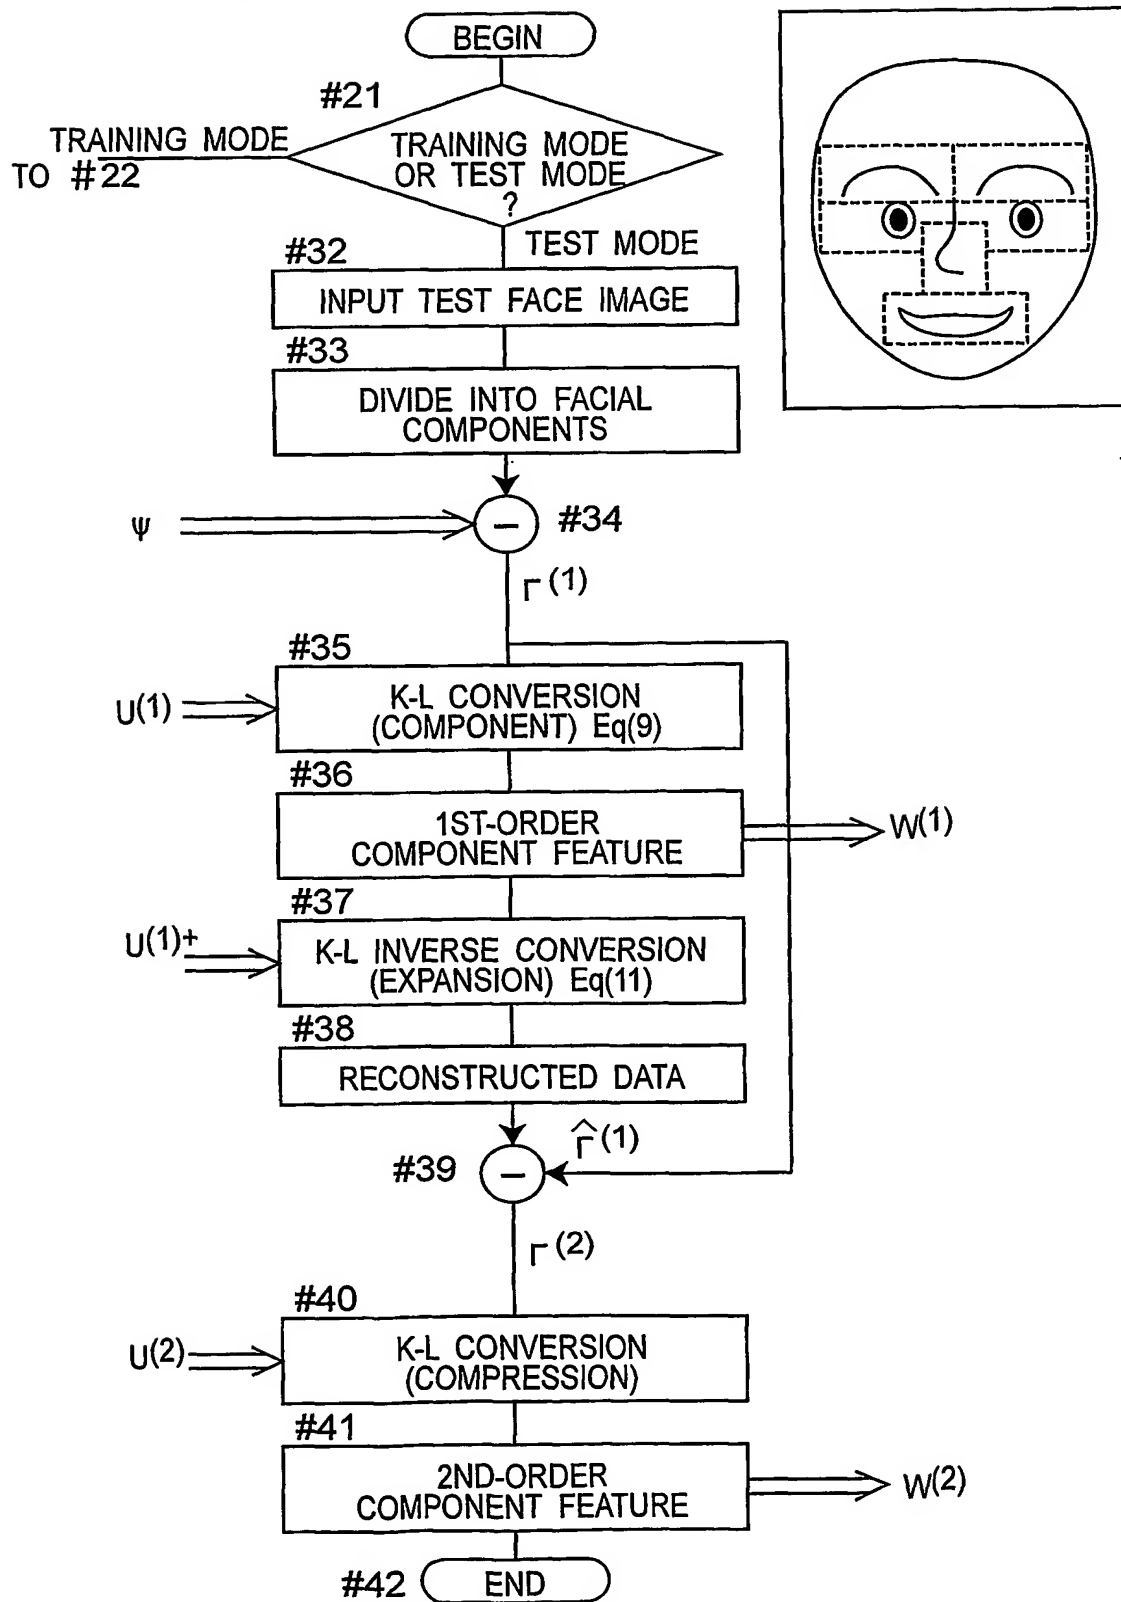 BEGIN
#21
TRAINING MODE
TO #22
TRAINING MODE
OR TEST MODE
?
TEST MODE
#32
INPUT TEST FACE IMAGE
#33
DIVIDE INTO FACIAL
COMPONENTS
Ψ
−
#34
Γ(1)
#35
U(1)
K-L CONVERSION
(COMPONENT) Eq(9)
#36
1ST-ORDER
COMPONENT FEATURE
W(1)
#37
U(1)+
K-L INVERSE CONVERSION
(EXPANSION) Eq(11)
#38
RECONSTRUCTED DATA
Γ̂(1)
#39
−
Γ(2)
#40
U(2)
K-L CONVERSION
(COMPRESSION)
#41
2ND-ORDER
COMPONENT FEATURE
W(2)
#42
END